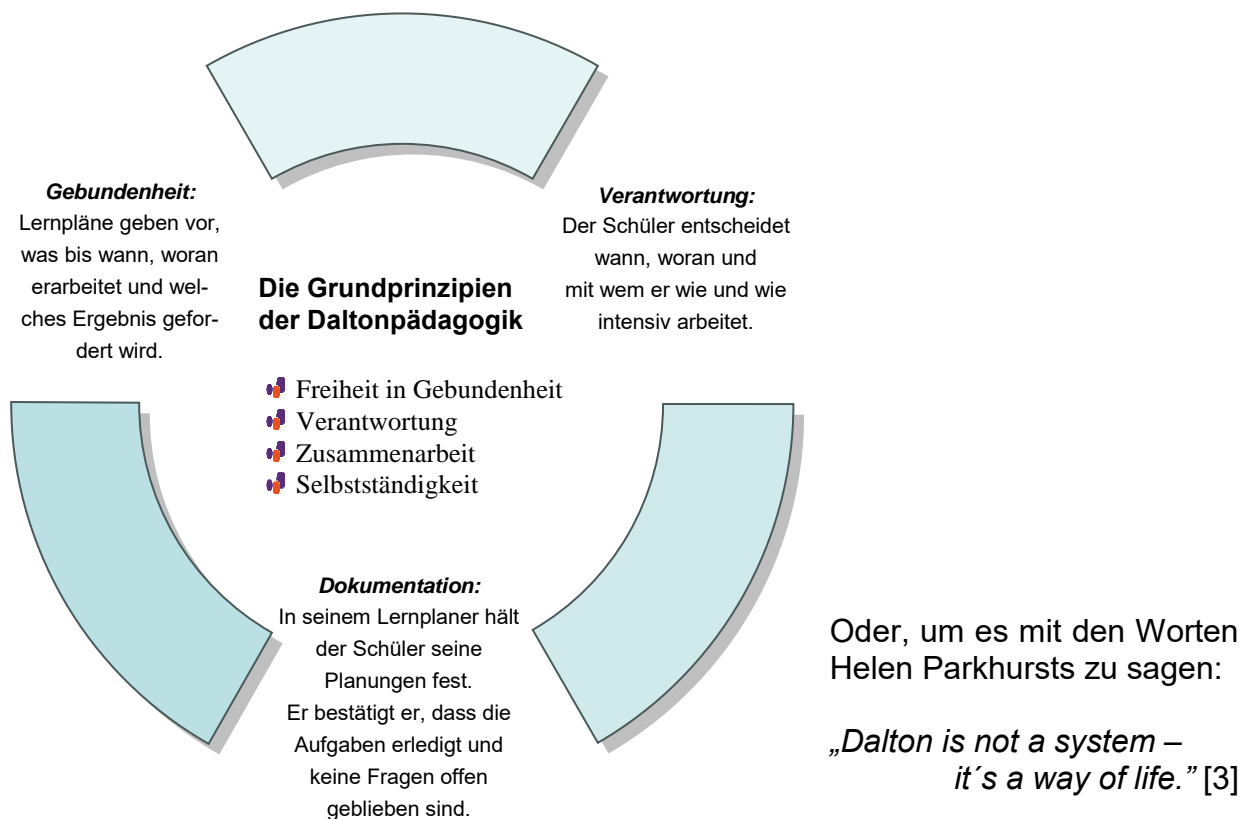 Gebundenheit:
Lernpläne geben vor,
was bis wann, woran
erarbeitet und wel-
ches Ergebnis gefor-
dert wird.
Verantwortung:
Der Schüler entscheidet
wann, woran und
mit wem er wie und wie
intensiv arbeitet.
Die Grundprinzipien
der Daltonpädagogik
Freiheit in Gebundenheit
Verantwortung
Zusammenarbeit
Selbstständigkeit
Dokumentation:
In seinem Lernplaner hält
der Schüler seine
Planungen fest.
Er bestätigt er, dass die
Aufgaben erledigt und
keine Fragen offen
geblieben sind.
Oder, um es mit den Worten
Helen Parkhursts zu sagen:
„Dalton is not a system –
it´s a way of life.” [3]